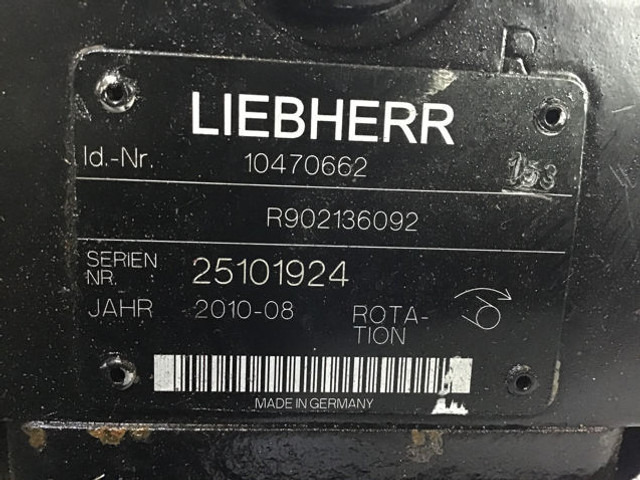 R
LIEBHERR
Id.-Nr. 10470662 153
R902136092
SERIEN
NR. 25101924
JAHR 2010-08 ROTA-
TION
MADE IN GERMANY